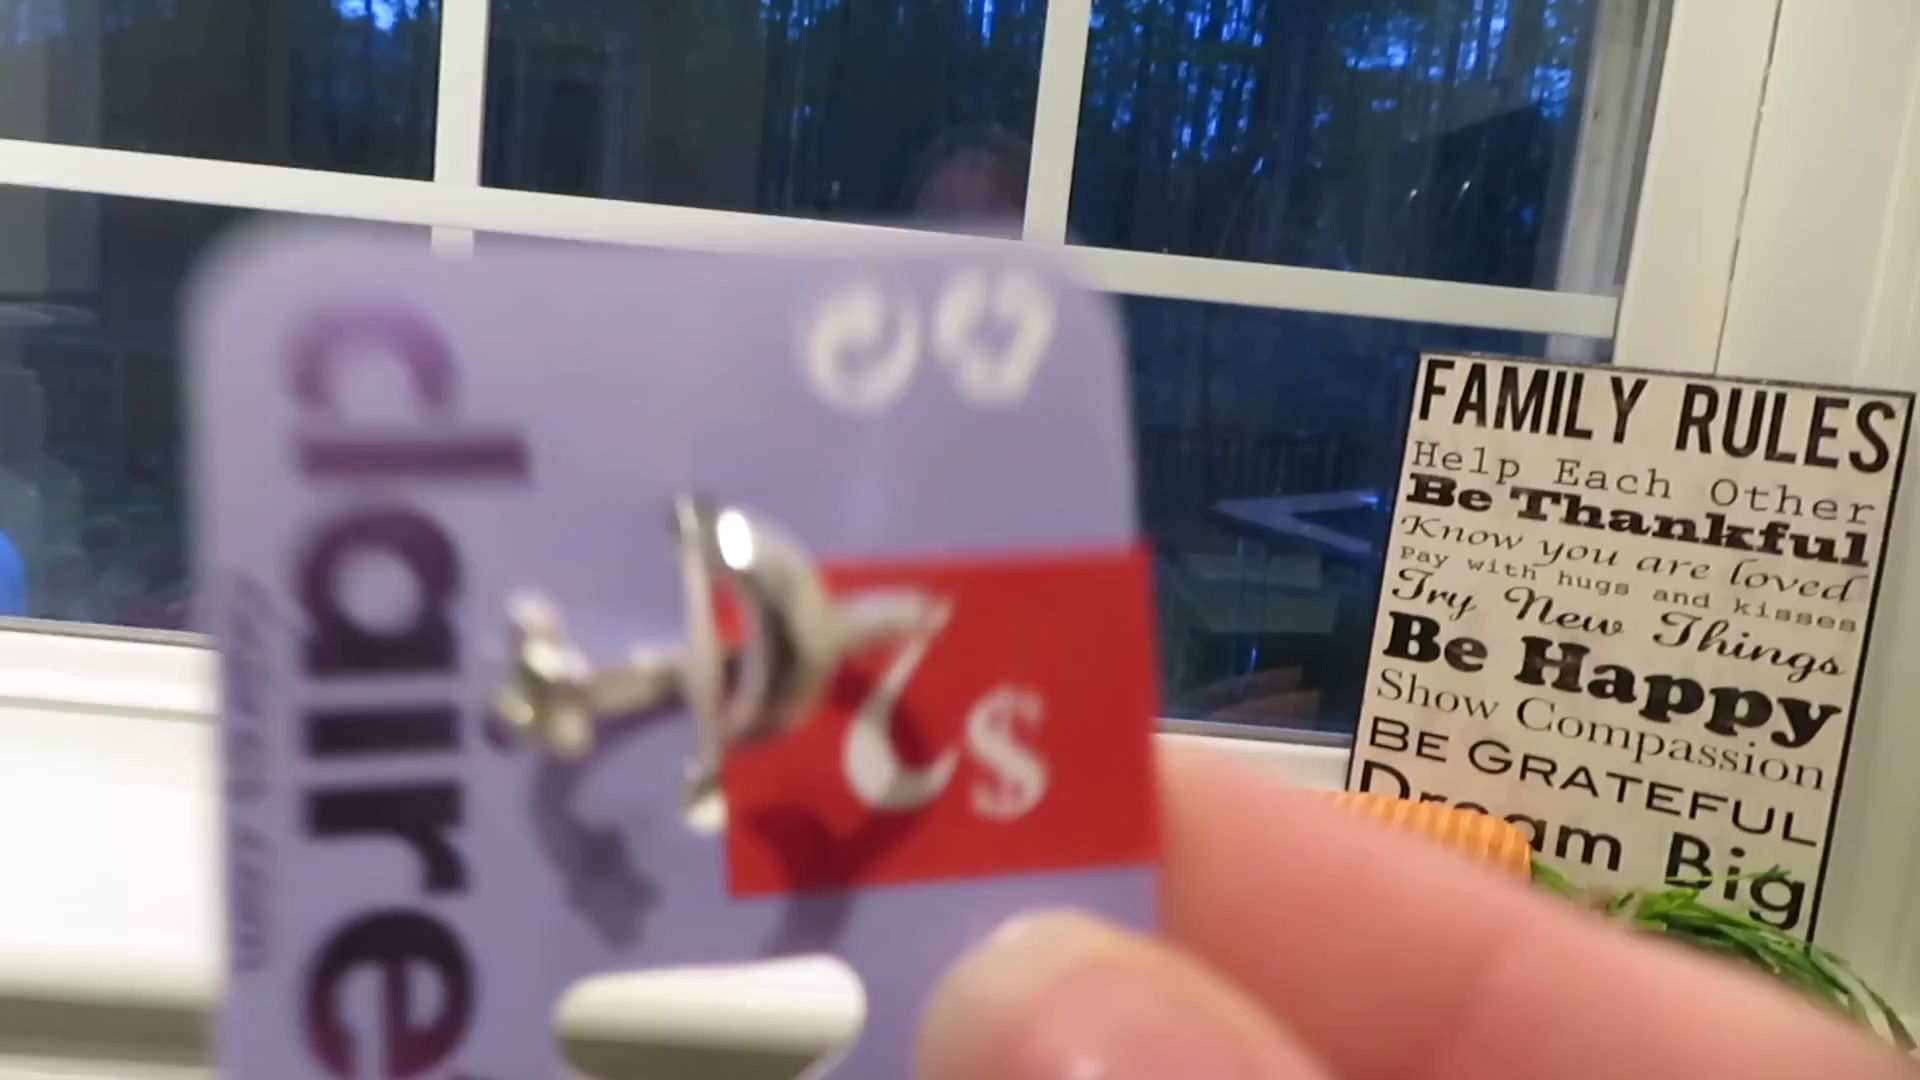 claire
$2
FAMILY RULES
Help Each Other
Be Thankful
Know you are loved
Pay with hugs and kisses
Try New Things
Be Happy
Show Compassion
BE GRATEFUL
Dream Big